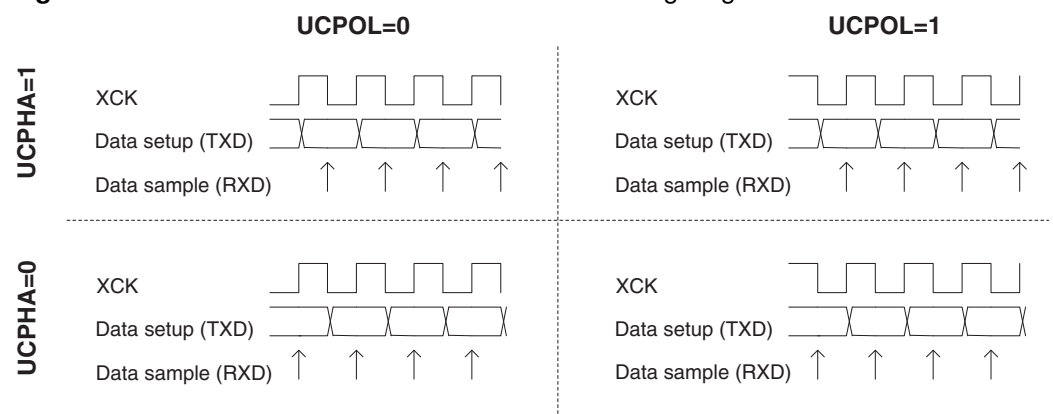 UCPOL=0 UCPOL=1
UCPHA=1
XCK XCK
Data setup (TXD) Data setup (TXD)
Data sample (RXD) Data sample (RXD)
UCPHA=0
XCK XCK
Data setup (TXD) Data setup (TXD)
Data sample (RXD) Data sample (RXD)